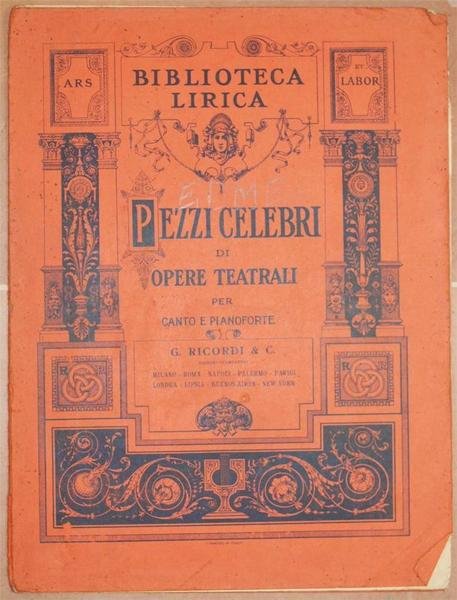 ARS
ET
LABOR
BIBLIOTECA
LIRICA
PEZZI CELEBRI
DI
OPERE TEATRALI
PER
CANTO E PIANOFORTE
G. RICORDI & C.
MILANO - ROMA - NAPOLI - PALERMO - PARIGI
LONDRA - LIPSIA - BUENOS-AIRES - NEW YORK
R R
R R